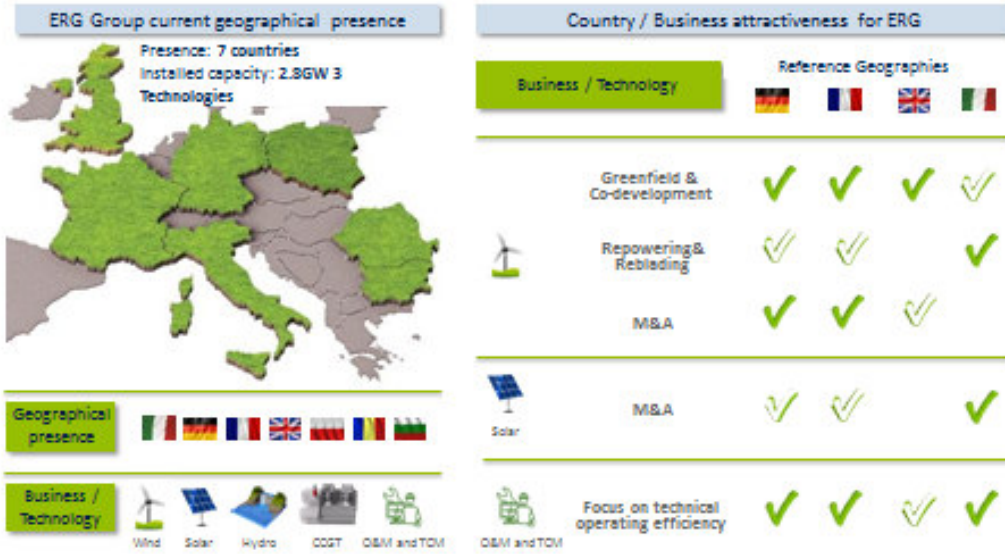 ERG Group current geographical presence
Presence: 7 countries
Installed capacity: 2.8GW 3
Technologies
Geographical
presence
Business /
Technology
Wind
Solar
Hydro
CCGT
O&M and TCM
Country / Business attractiveness for ERG
Business / Technology
Reference Geographies
Greenfield &
Co-development
Repowering&
Reblading
M&A
Solar
M&A
O&M and TCM
Focus on technical
operating efficiency